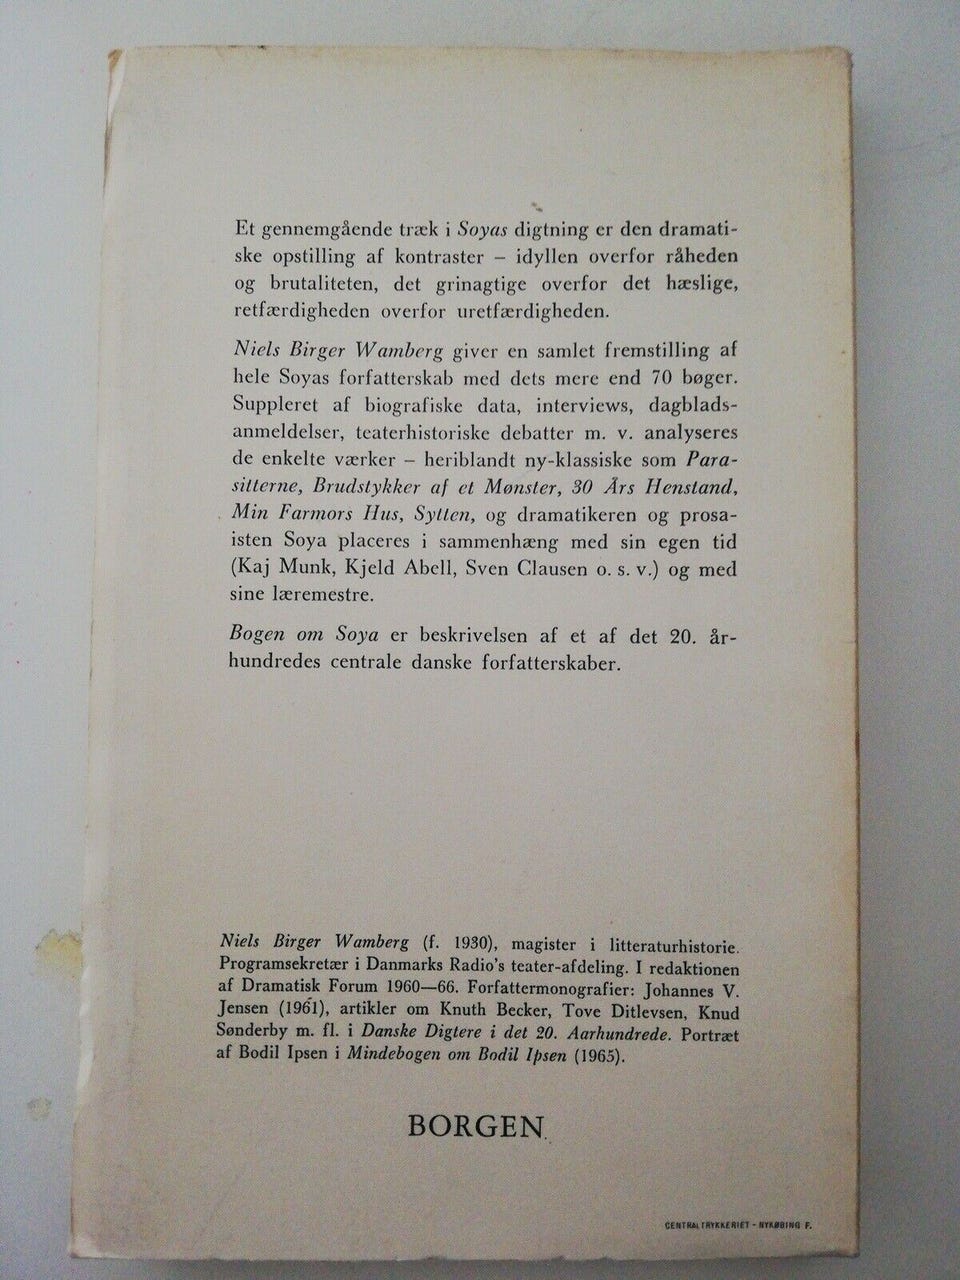 Et gennemgående træk i Soyas digtning er den dramati-
ske opstilling af kontraster – idyllen overfor råheden
og brutaliteten, det grinagtige overfor det hæslige,
retfærdigheden overfor uretfærdigheden.
Niels Birger Wamberg giver en samlet fremstilling af
hele Soyas forfatterskab med dets mere end 70 bøger.
Suppleret af biografiske data, interviews, dagblads-
anmeldelser, teaterhistoriske debatter m. v. analyseres
de enkelte værker – heriblandt ny-klassiske som Para-
sitterne, Brudstykker af et Mønster, 30 Års Henstand,
Min Farmors Hus, Sytten, og dramatikeren og prosa-
isten Soya placeres i sammenhæng med sin egen tid
(Kaj Munk, Kjeld Abell, Sven Clausen o. s. v.) og med
sine læremestre.
Bogen om Soya er beskrivelsen af et af det 20. år-
hundredes centrale danske forfatterskaber.
Niels Birger Wamberg (f. 1930), magister i litteraturhistorie.
Programsekretær i Danmarks Radio's teater-afdeling. I redaktionen
af Dramatisk Forum 1960—66. Forfattermonografier: Johannes V.
Jensen (1961), artikler om Knuth Becker, Tove Ditlevsen, Knud
Sønderby m. fl. i Danske Digtere i det 20. Aarhundrede. Portræt
af Bodil Ipsen i Mindebogen om Bodil Ipsen (1965).
BORGEN
CENTRALTRYKKERIET - NYKØBING F.